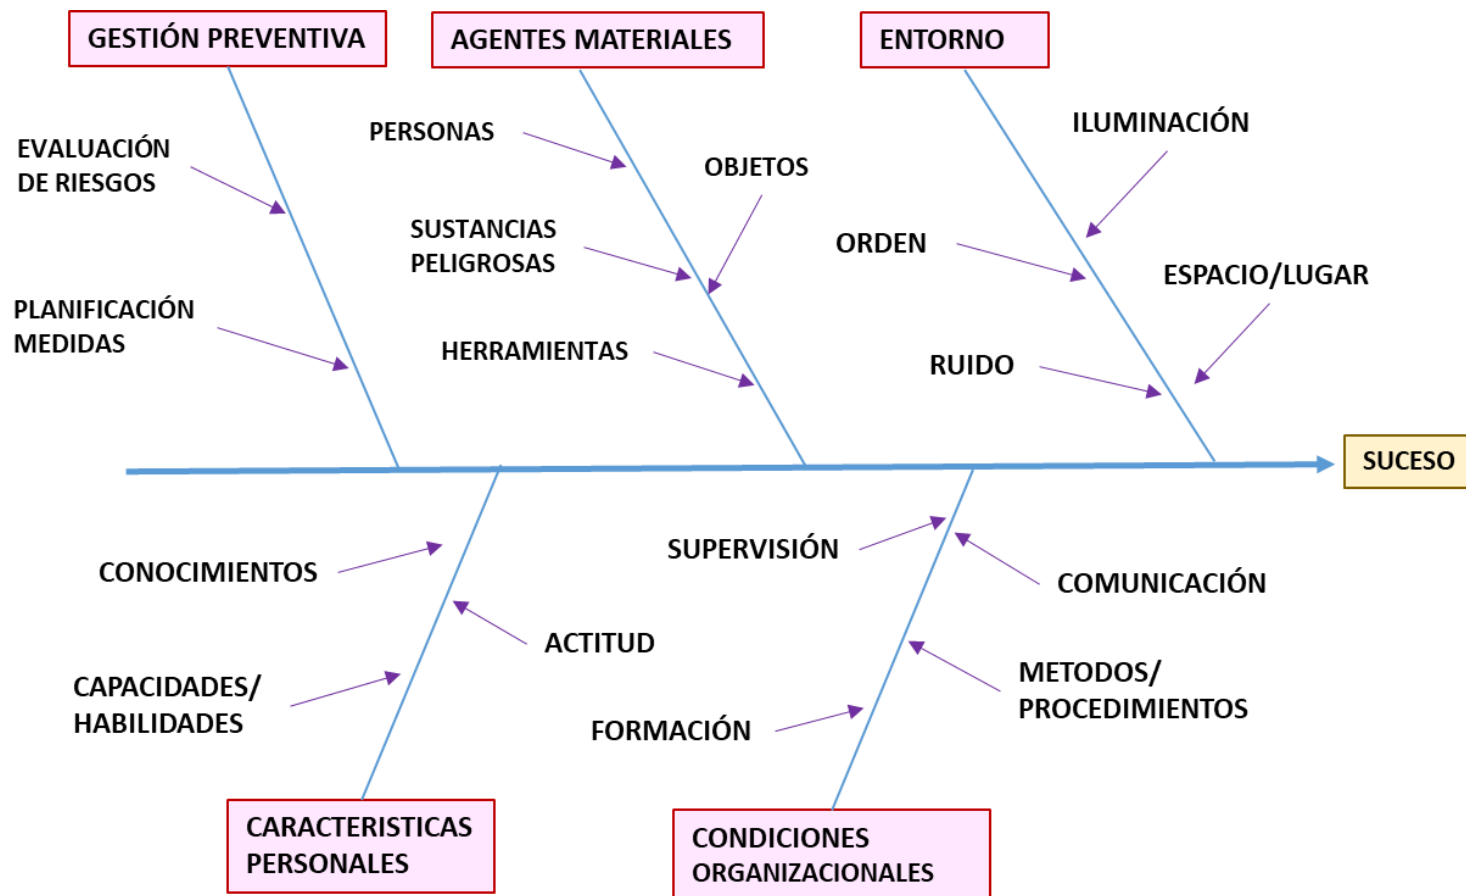 GESTIÓN PREVENTIVA
AGENTES MATERIALES
ENTORNO
EVALUACIÓN
DE RIESGOS
PLANIFICACIÓN
MEDIDAS
PERSONAS
OBJETOS
SUSTANCIAS
PELIGROSAS
HERRAMIENTAS
ILUMINACIÓN
ORDEN
ESPACIO/LUGAR
RUIDO
SUCESO
CONOCIMIENTOS
ACTITUD
CAPACIDADES/
HABILIDADES
SUPERVISIÓN
COMUNICACIÓN
METODOS/
PROCEDIMIENTOS
FORMACIÓN
CARACTERISTICAS
PERSONALES
CONDICIONES
ORGANIZACIONALES